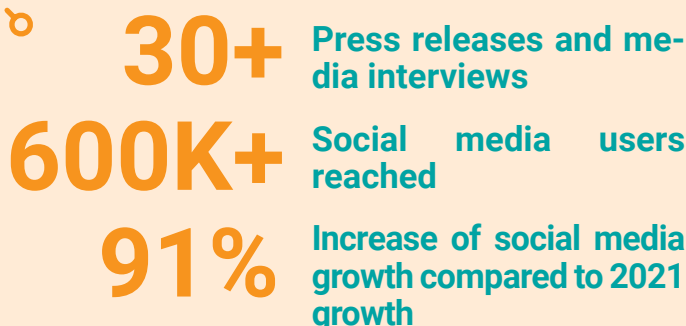 30+
Press releases and me-
dia interviews
600K+
Social media users
reached
91%
Increase of social media
growth compared to 2021
growth